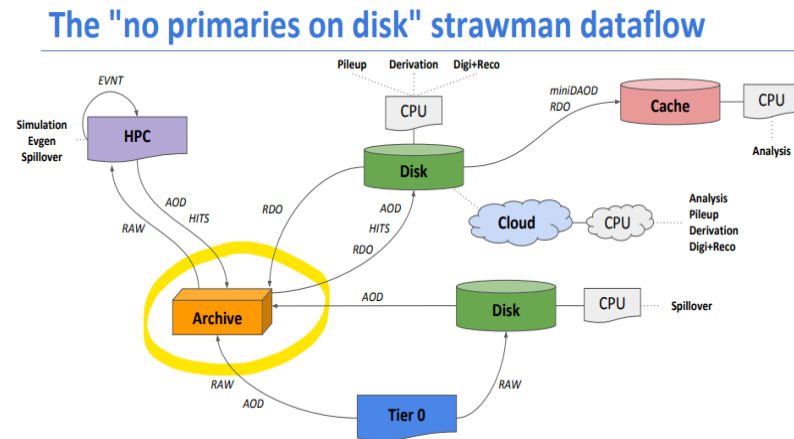 The "no primaries on disk" strawman dataflow
Pileup Derivation Digi+Reco
EVNT
CPU
miniDAOD
RDO
Cache
CPU
Simulation
Evgen
Spillover
HPC
Analysis
Disk
RAW
AOD
HITS
RDO
AOD
HITS
RDO
Cloud
CPU
Analysis
Pileup
Derivation
Digi+Reco
Archive
AOD
Disk
CPU
Spillover
RAW
AOD
RAW
Tier 0